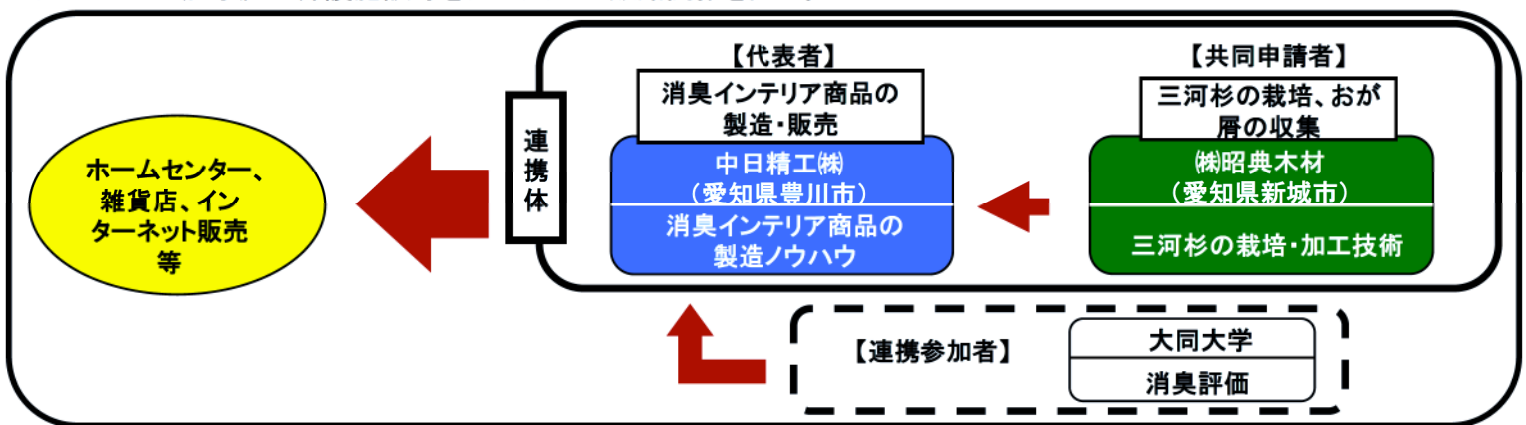 【代表者】
消臭インテリア商品の
製造・販売
中日精工㈱
（愛知県豊川市）
消臭インテリア商品の
製造ノウハウ
【共同申請者】
三河杉の栽培、おが
屑の収集
㈱昭典木材
（愛知県新城市）
三河杉の栽培・加工技術
連携体
ホームセンター、
雑貨店、イン
ターネット販売
等
【連携参加者】
大同大学
消臭評価